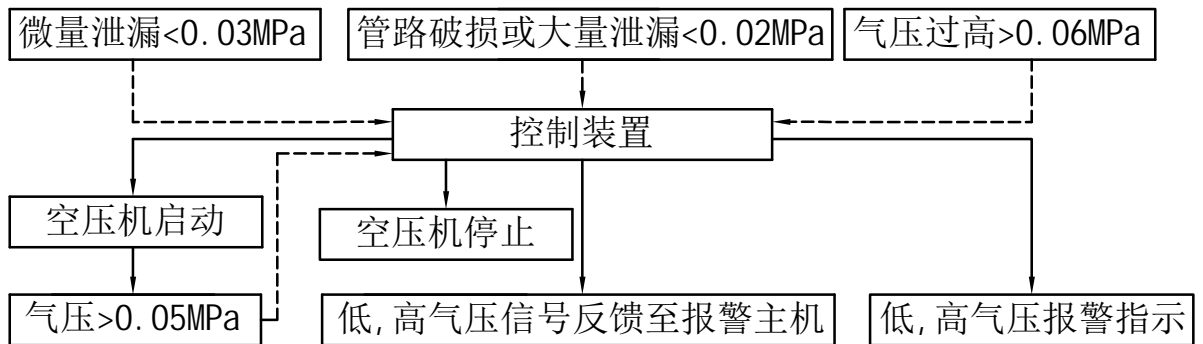 微量泄漏<0.03MPa
管路破损或大量泄漏<0.02MPa
气压过高>0.06MPa
控制装置
空压机启动
空压机停止
气压>0.05MPa
低,高气压信号反馈至报警主机
低,高气压报警指示